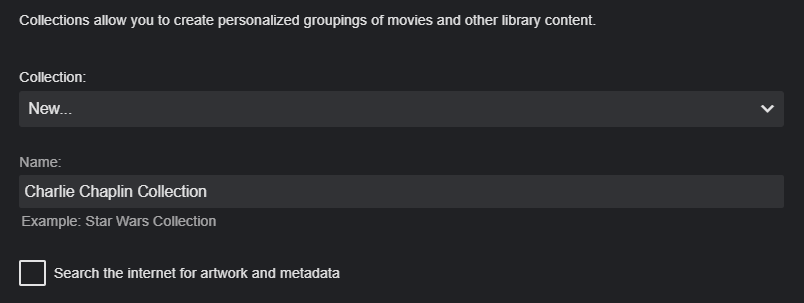 Collections allow you to create personalized groupings of movies and other library content.
Collection:
New...
Name:
Charlie Chaplin Collection
Example: Star Wars Collection
Search the internet for artwork and metadata